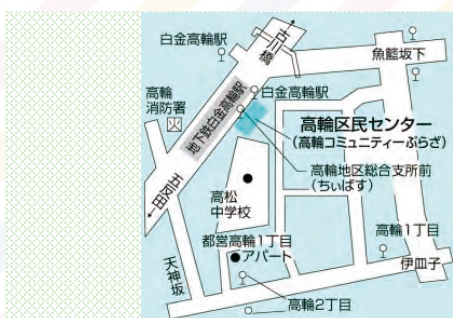 古川橋
白金高輪駅
魚籃坂下
地下鉄白金高輪駅
白金高輪駅
高輪
消防署
高輪区民センター
(高輪コミュニティーぷらざ)
高輪地区総合支所前
(ちぃばす)
五反田
高松
中学校
都営高輪1丁目
アパート
高輪1丁目
伊皿子
天神坂
高輪2丁目